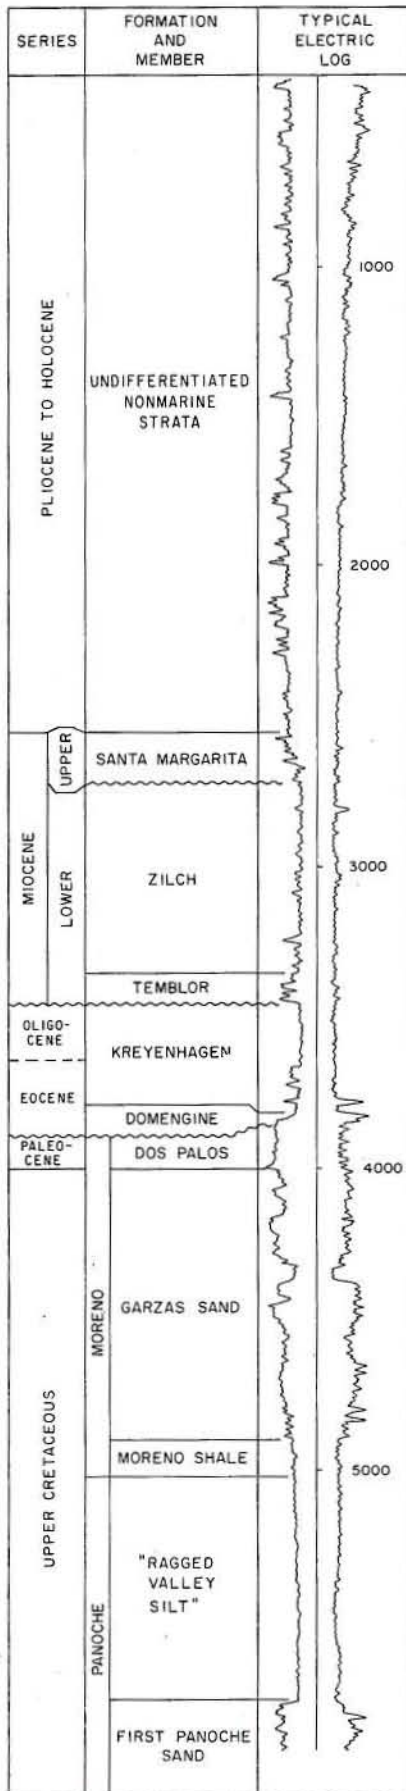 SERIES
FORMATION
AND
MEMBER
TYPICAL
ELECTRIC
LOG
PLIOCENE TO HOLOCENE
UNDIFFERENTIATED
NONMARINE
STRATA
1000
2000
MIOCENE
UPPER
SANTA MARGARITA
LOWER
ZILCH
3000
TEMBLOR
OLIGO-
CENE
KREYENHAGEM
EOCENE
DOMENGINE
PALEO-
CENE
DOS PALOS
4000
UPPER CRETACEOUS
MORENO
GARZAS SAND
MORENO SHALE
5000
PANOCHE
"RAGGED
VALLEY
SILT"
FIRST PANOCHE
SAND